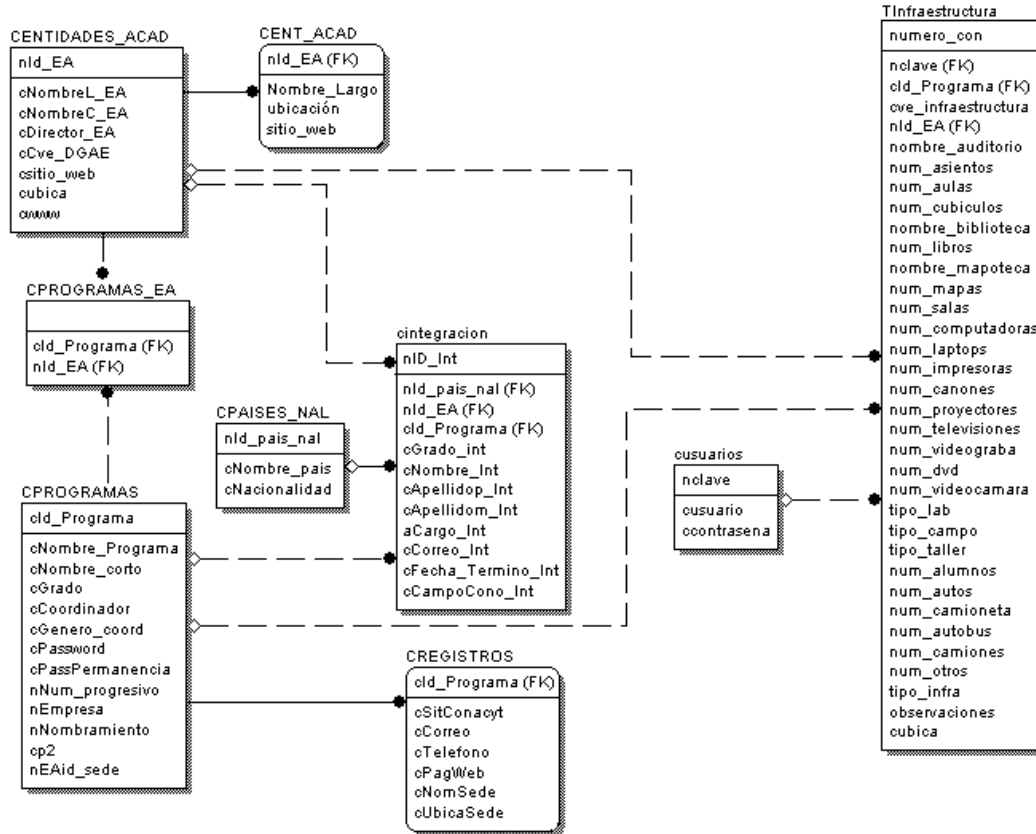 CENTIDADES_ACAD
nId_EA
cNombreL_EA
cNombreC_EA
cDirector_EA
cCve_DGAE
csitio_web
cubica
CENT_ACAD
nId_EA (FK)
Nombre_Largo
ubicación
sitio_web
CPROGRAMAS_EA
cId_Programa (FK)
nId_EA (FK)
cintegracion
nID_Int
nId_pais_nal (FK)
nId_EA (FK)
cId_Programa (FK)
cGrado_int
cNombre_Int
cApellidop_Int
cApellidom_Int
aCargo_Int
cCorreo_Int
cFecha_Termino_Int
cCampoCono_Int
CPAISES_NAL
nId_pais_nal
cNombre_pais
cNacionalidad
CPROGRAMAS
cId_Programa
cNombre_Programa
cNombre_corto
cGrado
cCoordinador
cGenero_coord
cPassword
cPassPermanencia
nNum_progresivo
nEmpresa
nNombramiento
cp2
nEAid_sede
CREGISTROS
cId_Programa (FK)
cSitConacyt
cCorreo
cTelefono
cPagWeb
cNomSede
cUbicaSede
cusuarios
nclave
cusuario
ccontrasena
TInfraestructura
numero_con
nclave (FK)
cId_Programa (FK)
cve_infraestructura
nId_EA (FK)
nombre_auditorio
num_asientos
num_aulas
num_cubiculos
nombre_biblioteca
num_libros
nombre_mapoteca
num_mapas
num_salas
num_computadoras
num_laptops
num_impresoras
num_canones
num_proyectores
num_televisiones
num_videograba
num_dvd
num_videocamara
tipo_lab
tipo_campo
tipo_taller
num_alumnos
num_autos
num_camioneta
num_autobus
num_camiones
num_otros
tipo_infra
observaciones
cubica